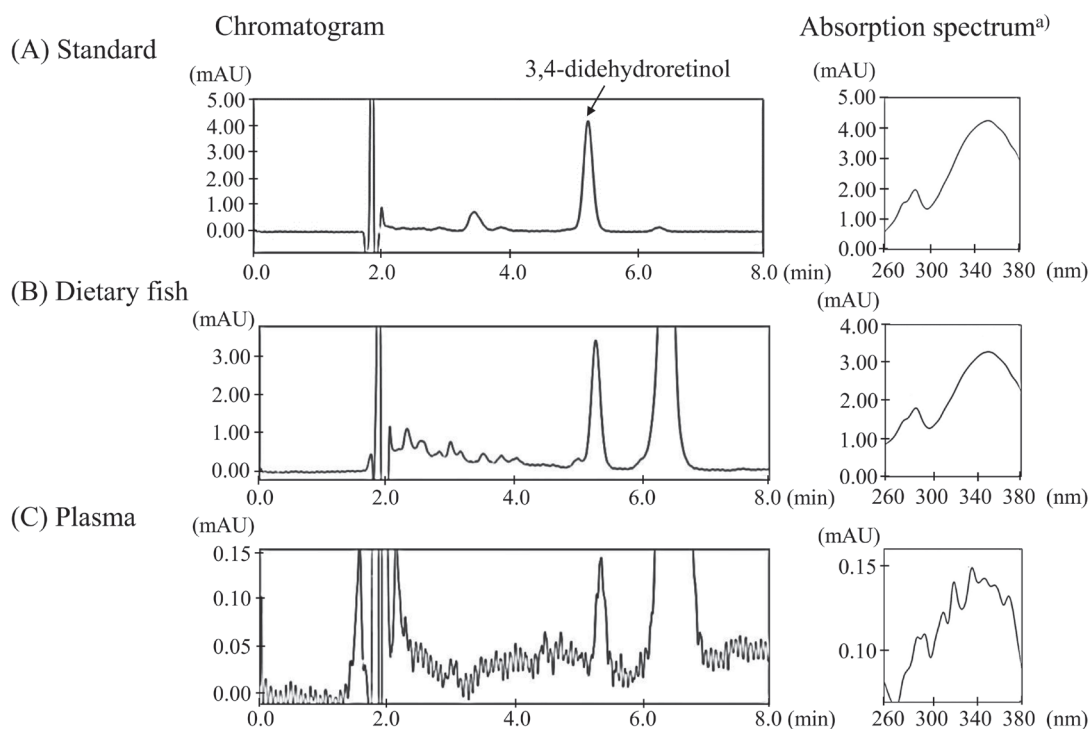 Chromatogram Absorption spectrum a)
(A) Standard
(mAU) 3,4-didehydroretinol (mAU)
5.00 5.00
4.00 4.00
3.00 3.00
2.00 2.00
1.00 1.00
0.00 0.00
0.0 2.0 4.0 6.0 8.0 (min) 260 300 340 380 (nm)
(B) Dietary fish
(mAU) (mAU)
4.00
3.00 3.00
2.00 2.00
1.00 1.00
0.00 0.00
0.0 2.0 4.0 6.0 8.0 (min) 260 300 340 380 (nm)
(C) Plasma
(mAU) (mAU)
0.15 0.15
0.10
0.05 0.10
0.00
0.0 2.0 4.0 6.0 8.0 (min) 260 300 340 380 (nm)